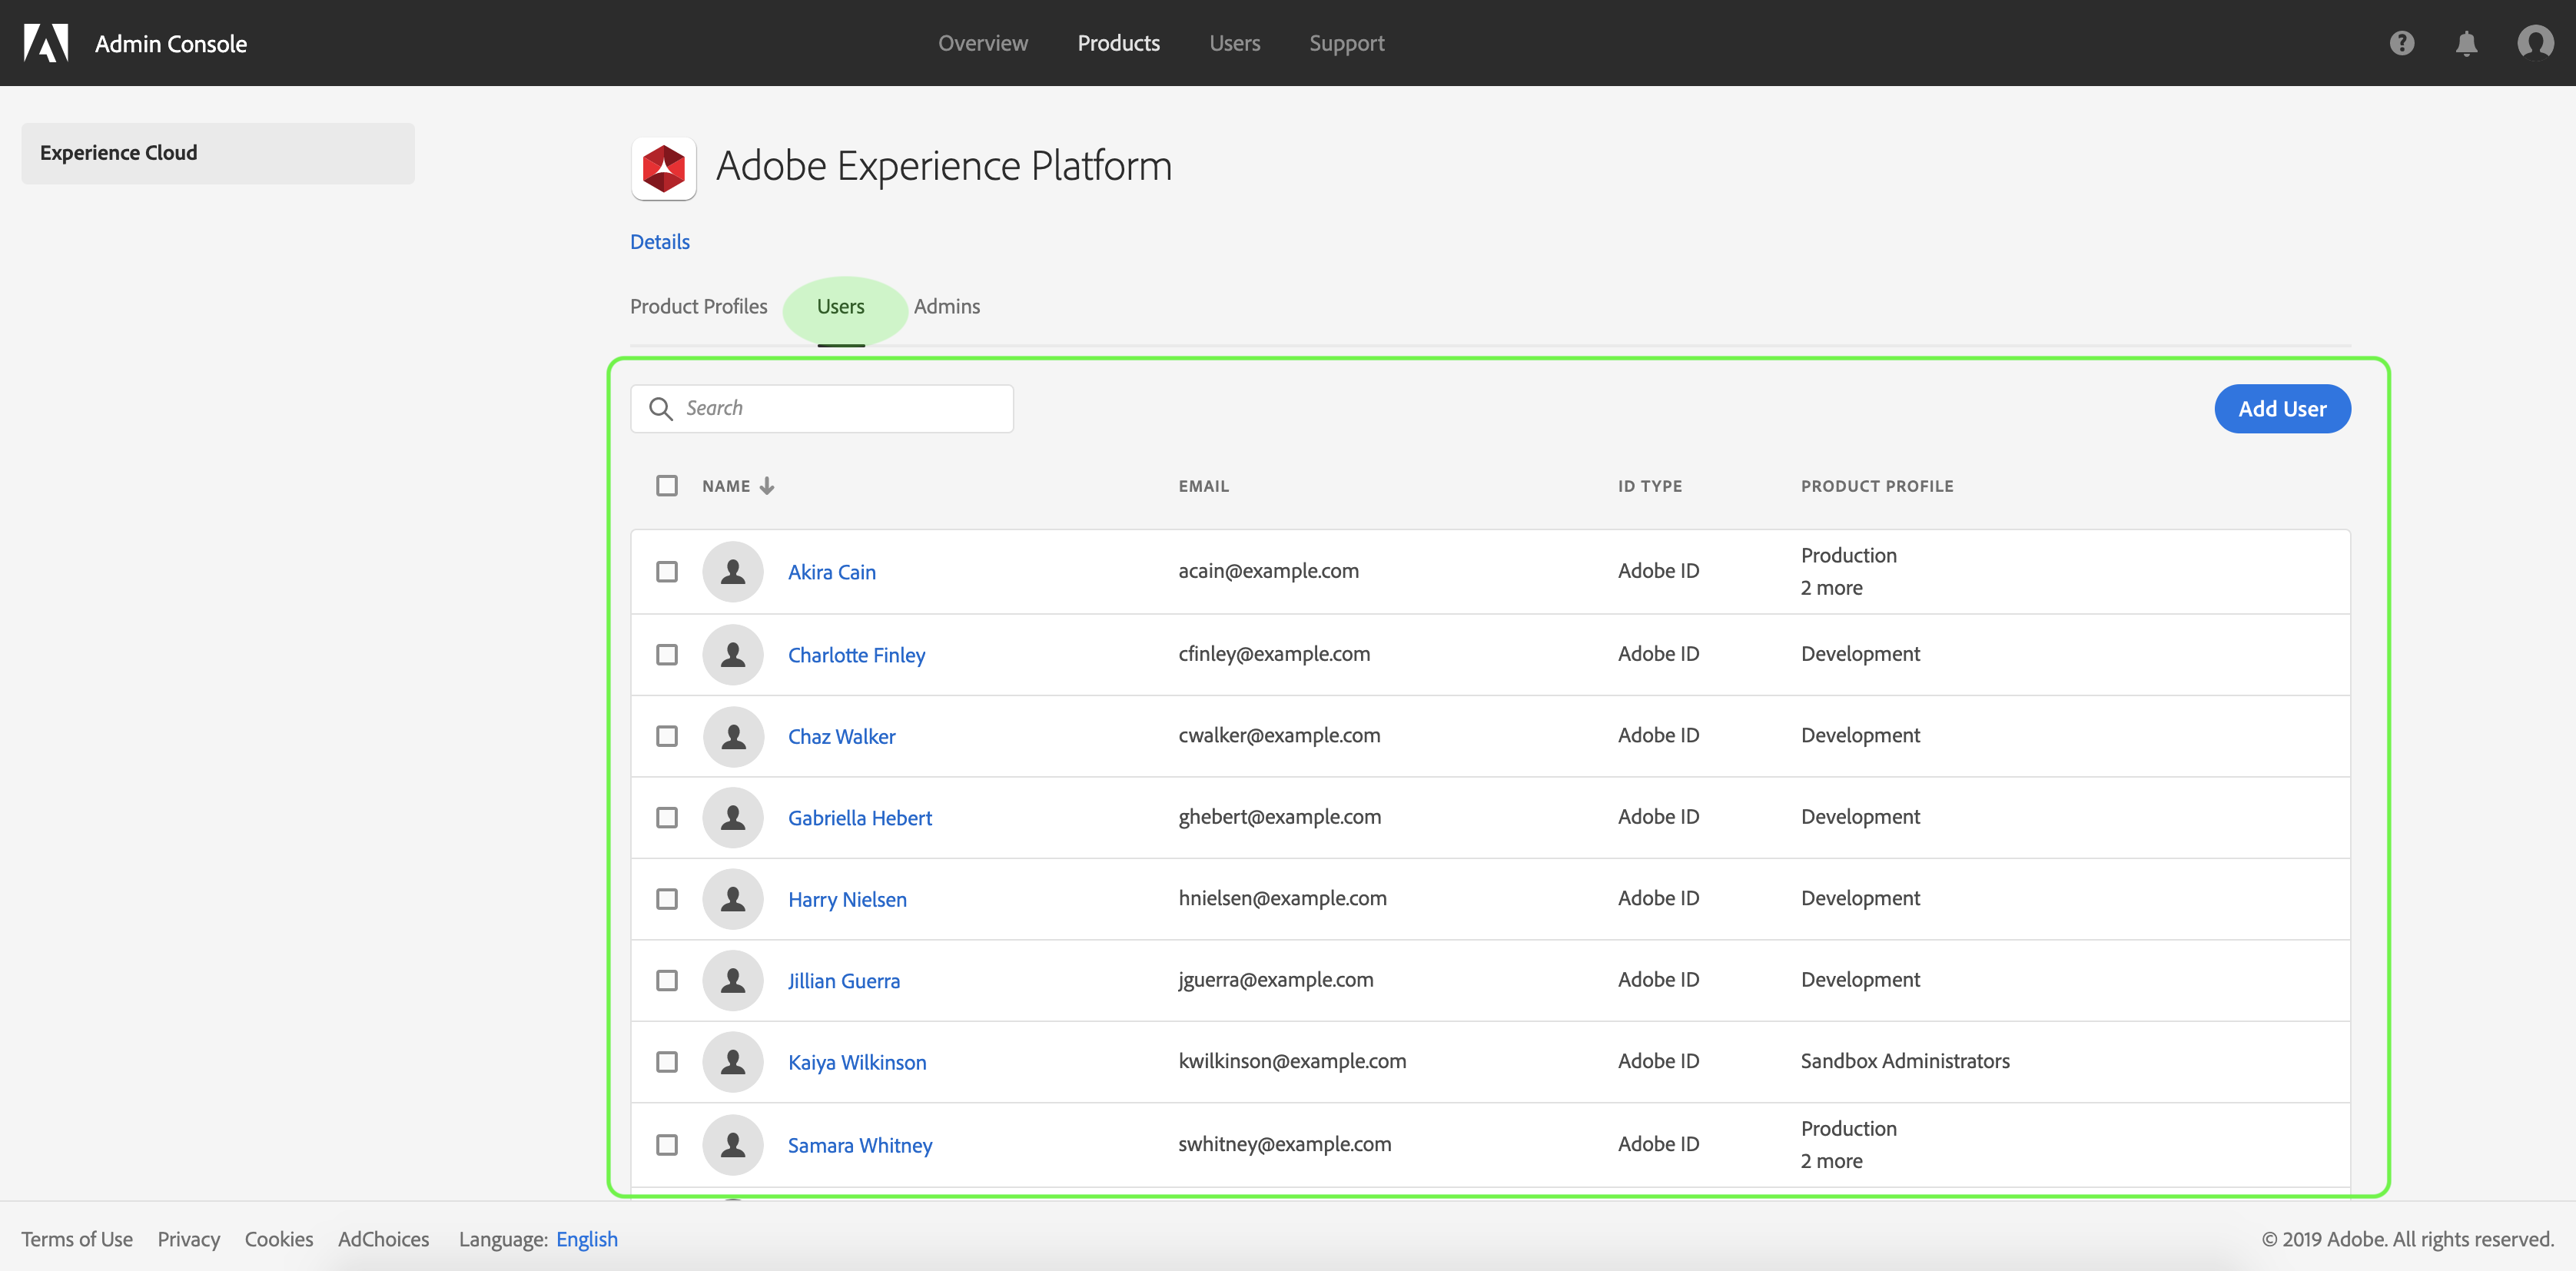 Admin Console
Overview Products Users Support
Experience Cloud
Adobe Experience Platform
Details
Product Profiles Users Admins
Search
Add User
NAME EMAIL ID TYPE PRODUCT PROFILE
Akira Cain acain@example.com Adobe ID Production
2 more
Charlotte Finley cfinley@example.com Adobe ID Development
Chaz Walker cwalker@example.com Adobe ID Development
Gabriella Hebert ghebert@example.com Adobe ID Development
Harry Nielsen hnielsen@example.com Adobe ID Development
Jillian Guerra jguerra@example.com Adobe ID Development
Kaiya Wilkinson kwilkinson@example.com Adobe ID Sandbox Administrators
Samara Whitney swhitney@example.com Adobe ID Production
2 more
Terms of Use Privacy Cookies AdChoices Language: English © 2019 Adobe. All rights reserved.